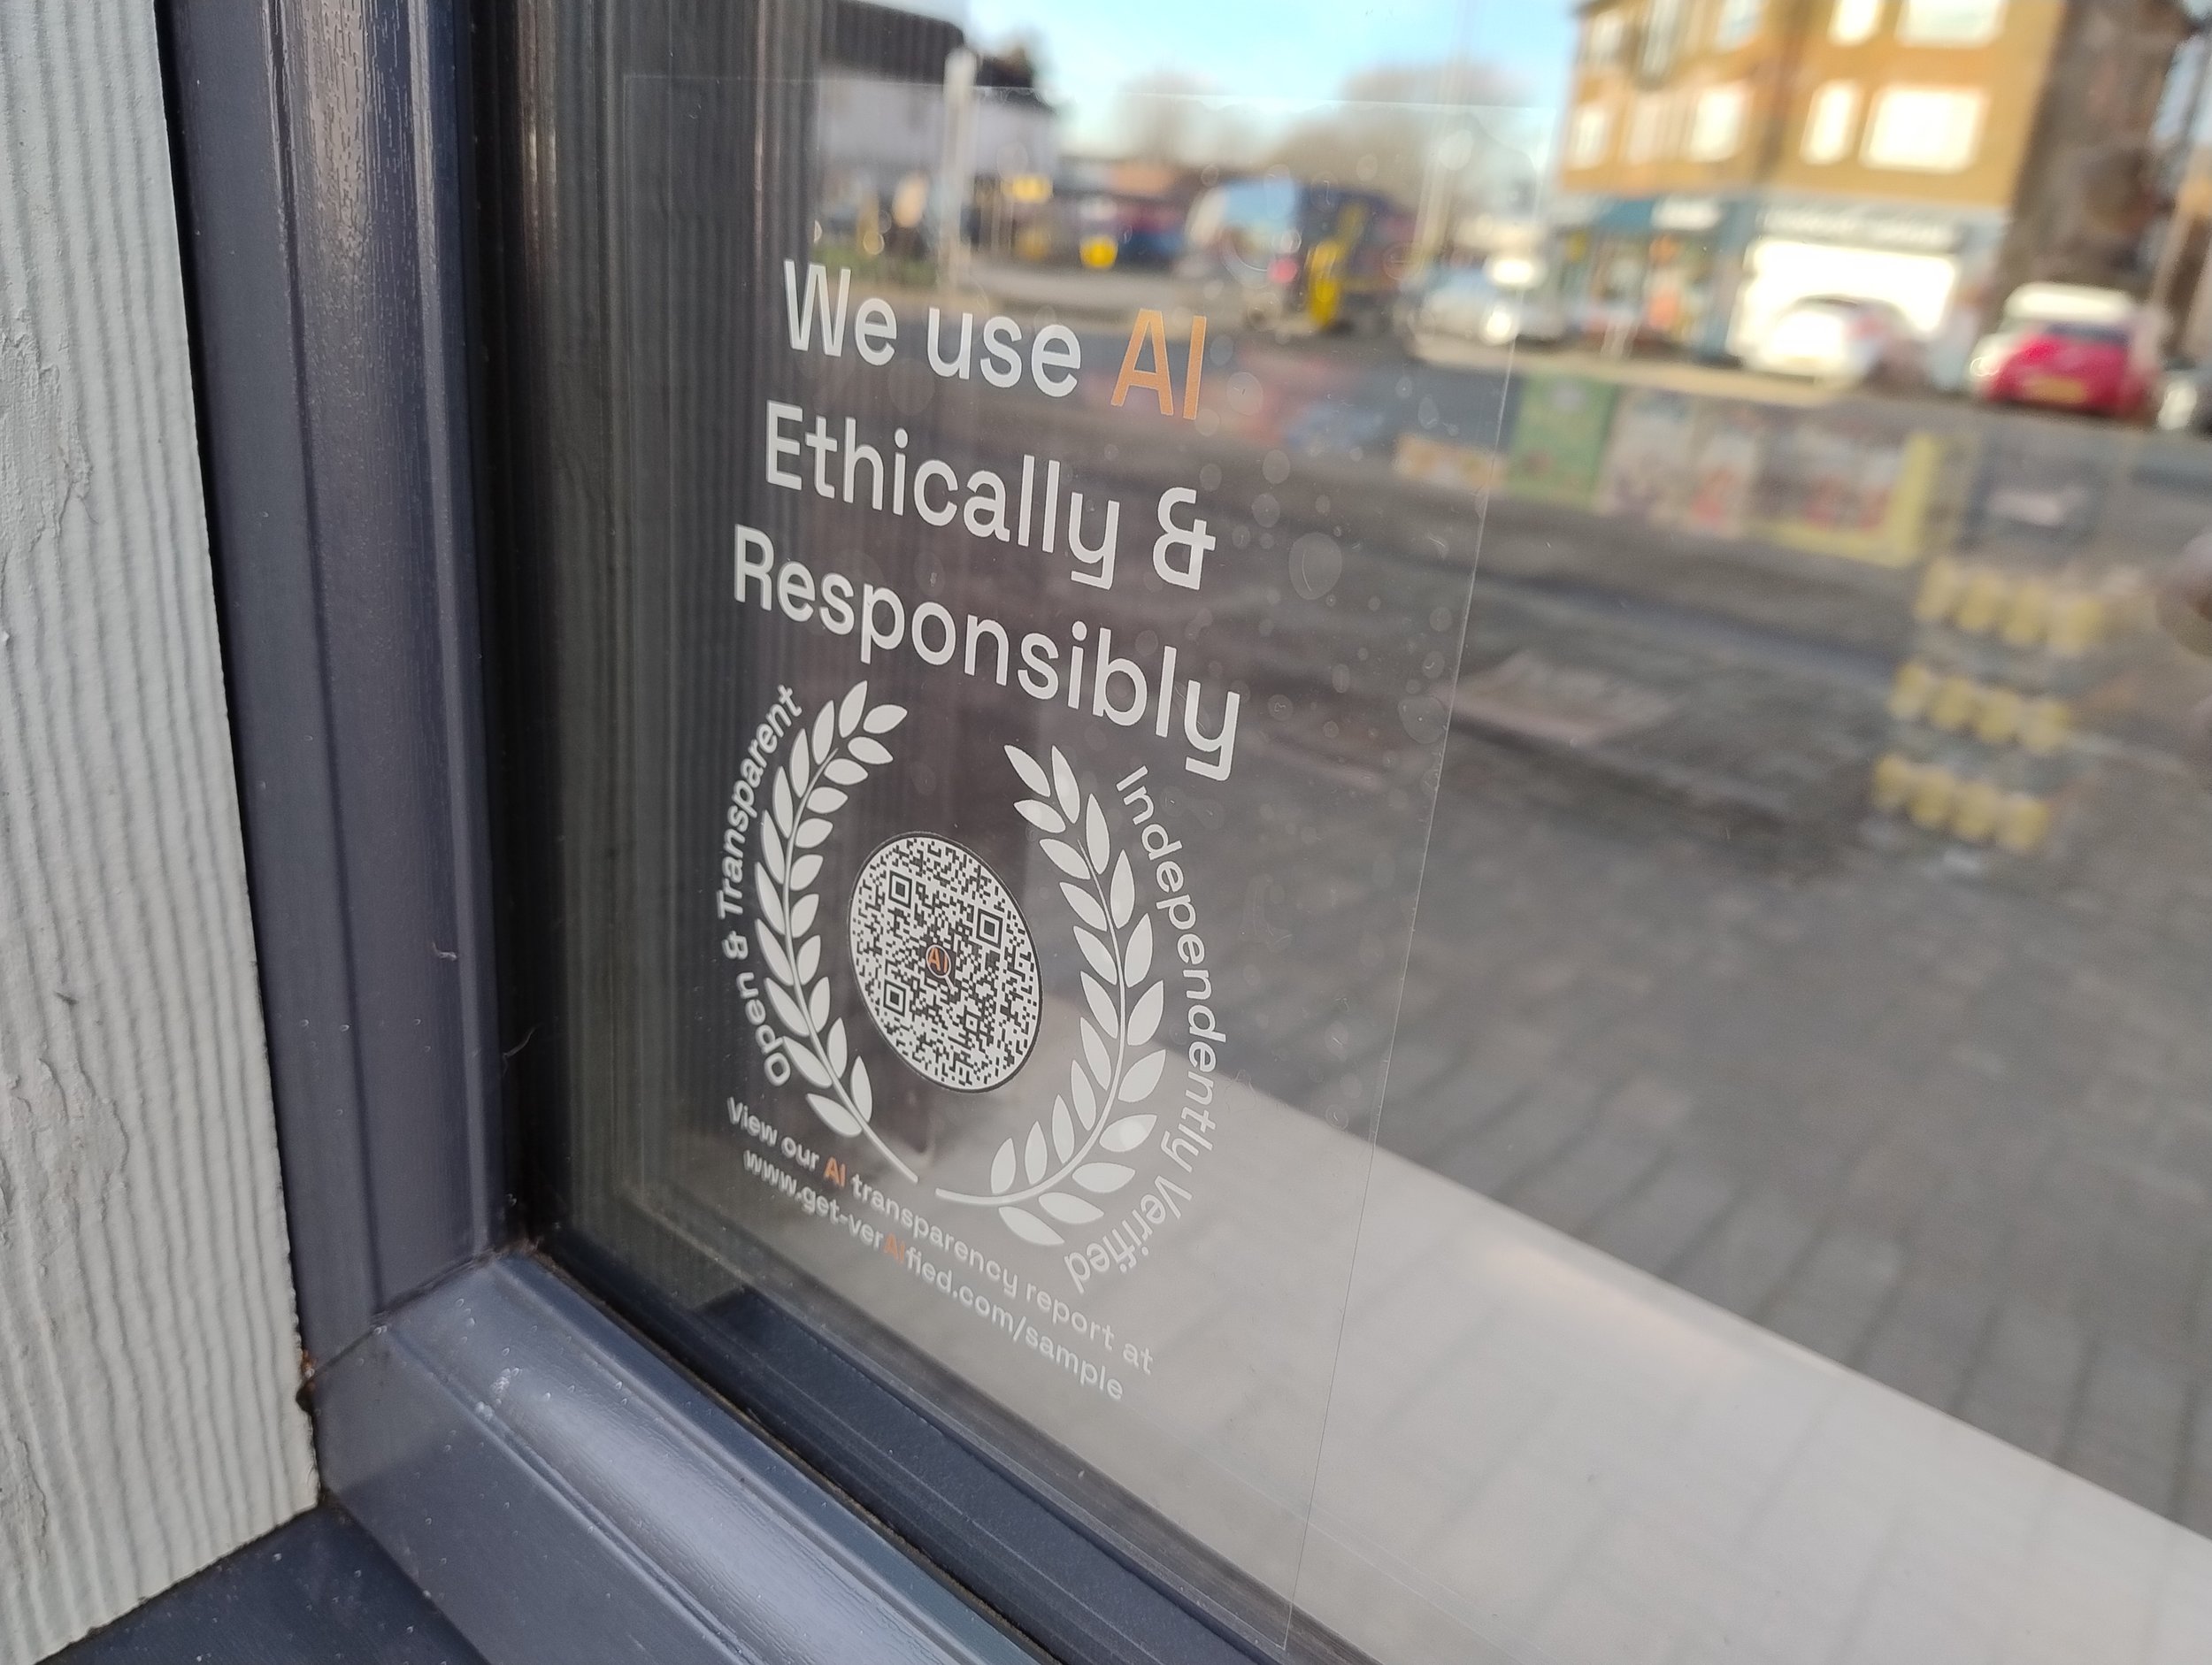 We use AI
Ethically &
Responsibly
Open & Transparent
Independently Verified
AI
View our AI transparency report at
www.get-verAified.com/sample